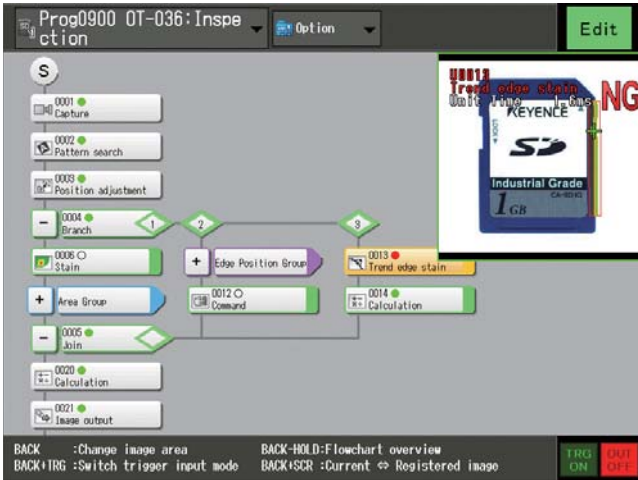 Prog0900 OT-036:Inspe
ction
Option
Edit
S
0001
Capture
0002
Pattern search
0003
Position adjustment
0004
Branch
1
2
3
0006
Stain
Edge Position Group
0013
Trend edge stain
Area Group
0012
Command
0014
Calculation
0005
Join
0020
Calculation
0021
Image output
U0013
Trend edge stain
Unit Time 1.6ms
NG
KEYENCE
LOCK
SD
Industrial Grade
1GB
BACK :Change image area
BACK-HOLD:Flowchart overview
BACK+TRG :Switch trigger input mode
BACK+SCR :Current ⇔ Registered image
TRG
ON
OUT
OFF